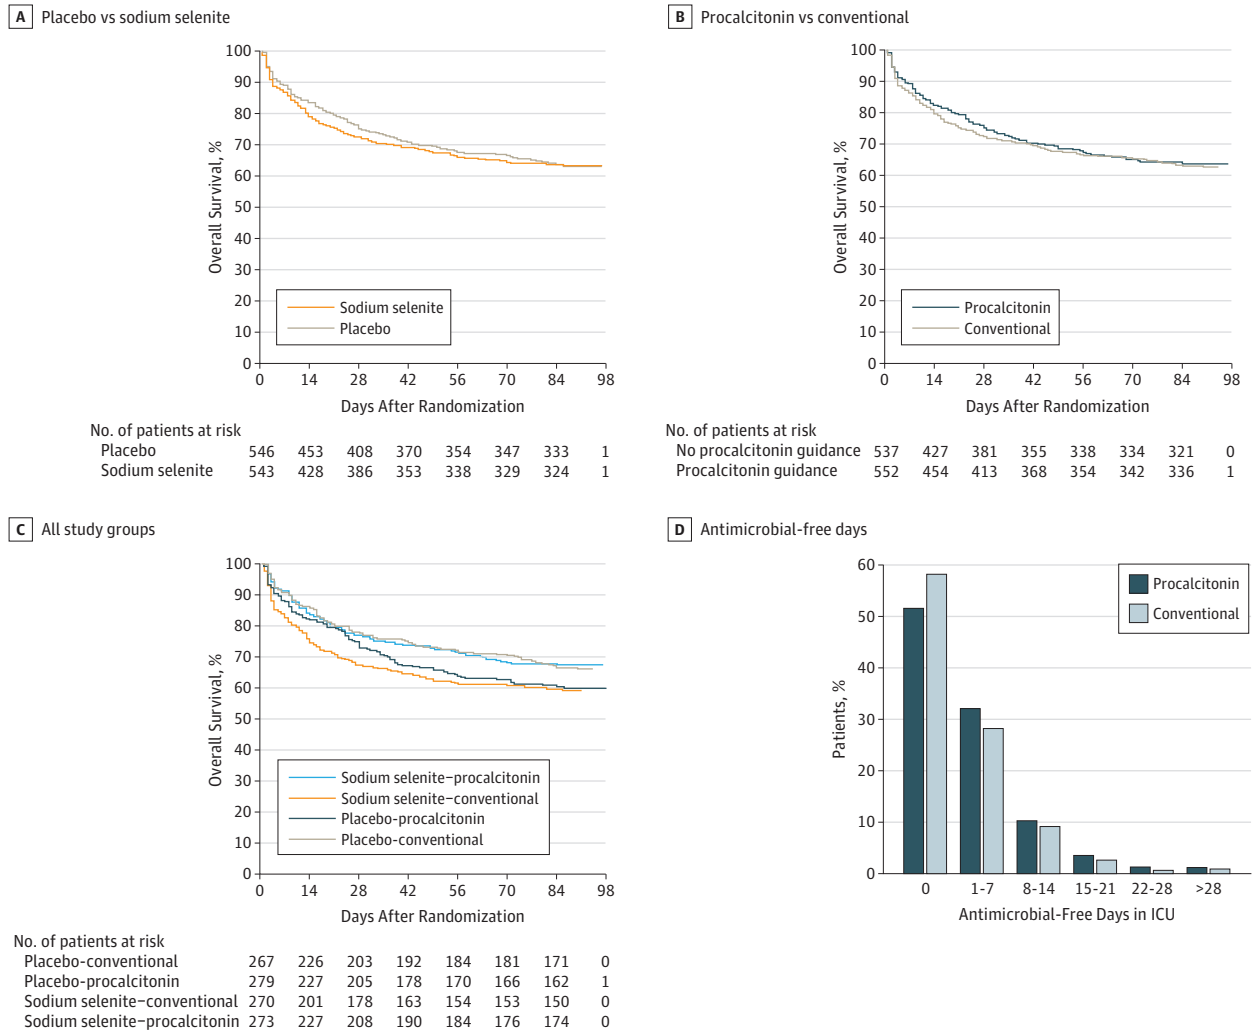 A Placebo vs sodium selenite
100
90
80
70
60
50
40
30
20
10
0
Overall Survival, %
Sodium selenite
Placebo
0 14 28 42 56 70 84 98
Days After Randomization
No. of patients at risk
Placebo 546 453 408 370 354 347 333 1
Sodium selenite 543 428 386 353 338 329 324 1
B Procalcitonin vs conventional
100
90
80
70
60
50
40
30
20
10
0
Overall Survival, %
Procalcitonin
Conventional
0 14 28 42 56 70 84 98
Days After Randomization
No. of patients at risk
No procalcitonin guidance 537 427 381 355 338 334 321 0
Procalcitonin guidance 552 454 413 368 354 342 336 1
C All study groups
100
90
80
70
60
50
40
30
20
10
0
Overall Survival, %
Sodium selenite–procalcitonin
Sodium selenite–conventional
Placebo-procalcitonin
Placebo-conventional
0 14 28 42 56 70 84 98
Days After Randomization
No. of patients at risk
Placebo-conventional 267 226 203 192 184 181 171 0
Placebo-procalcitonin 279 227 205 178 170 166 162 1
Sodium selenite–conventional 270 201 178 163 154 153 150 0
Sodium selenite–procalcitonin 273 227 208 190 184 176 174 0
D Antimicrobial-free days
60
50
40
30
20
10
0
Patients, %
Procalcitonin
Conventional
0 1-7 8-14 15-21 22-28 >28
Antimicrobial-Free Days in ICU